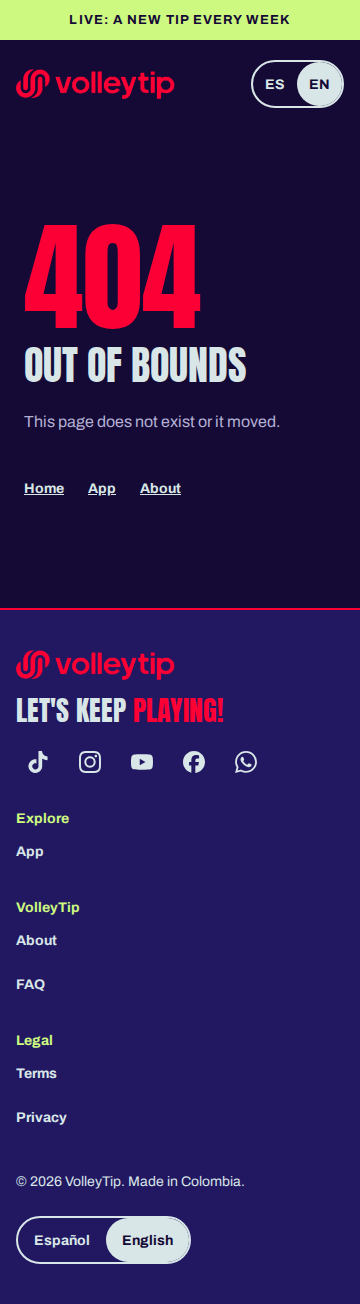 LIVE: A NEW TIP EVERY WEEK
volleytip
ES EN
404
OUT OF BOUNDS
This page does not exist or it moved.
Home App About
volleytip
LET'S KEEP PLAYING!
Explore
App
VolleyTip
About
FAQ
Legal
Terms
Privacy
© 2026 VolleyTip. Made in Colombia.
Español English